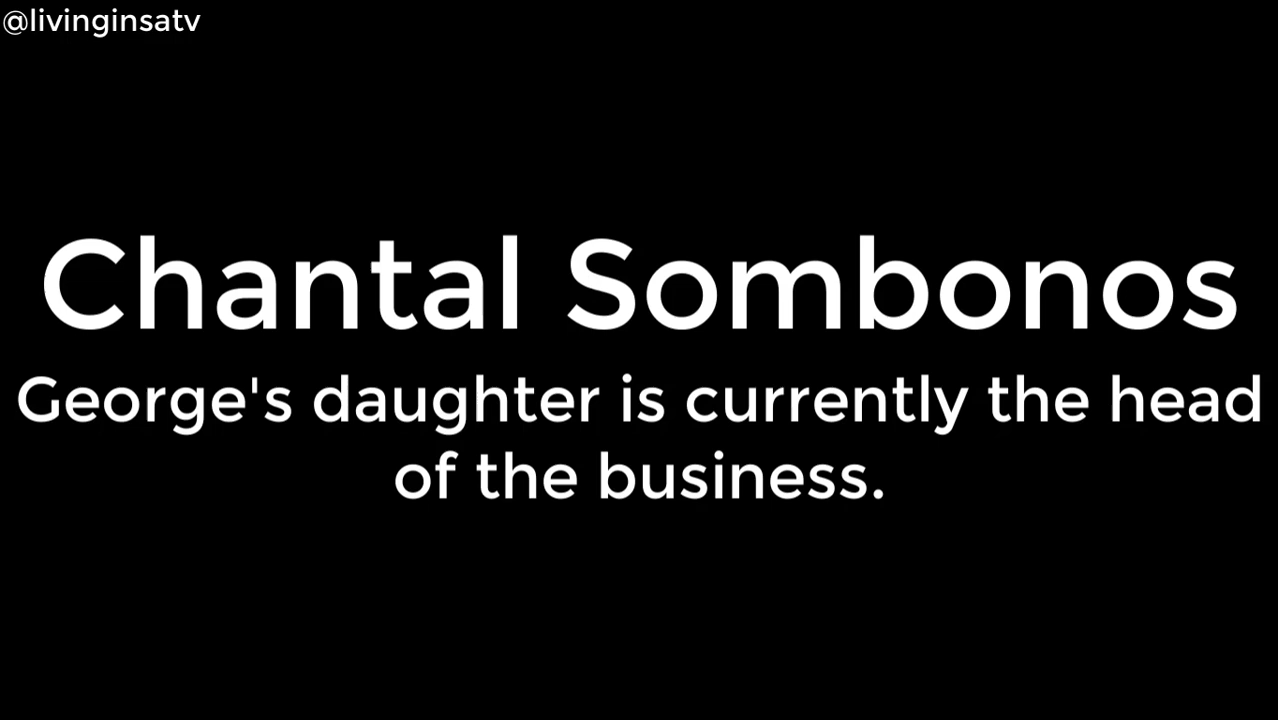 @livinginsatv
Chantal Sombonos
George's daughter is currently the head
of the business.